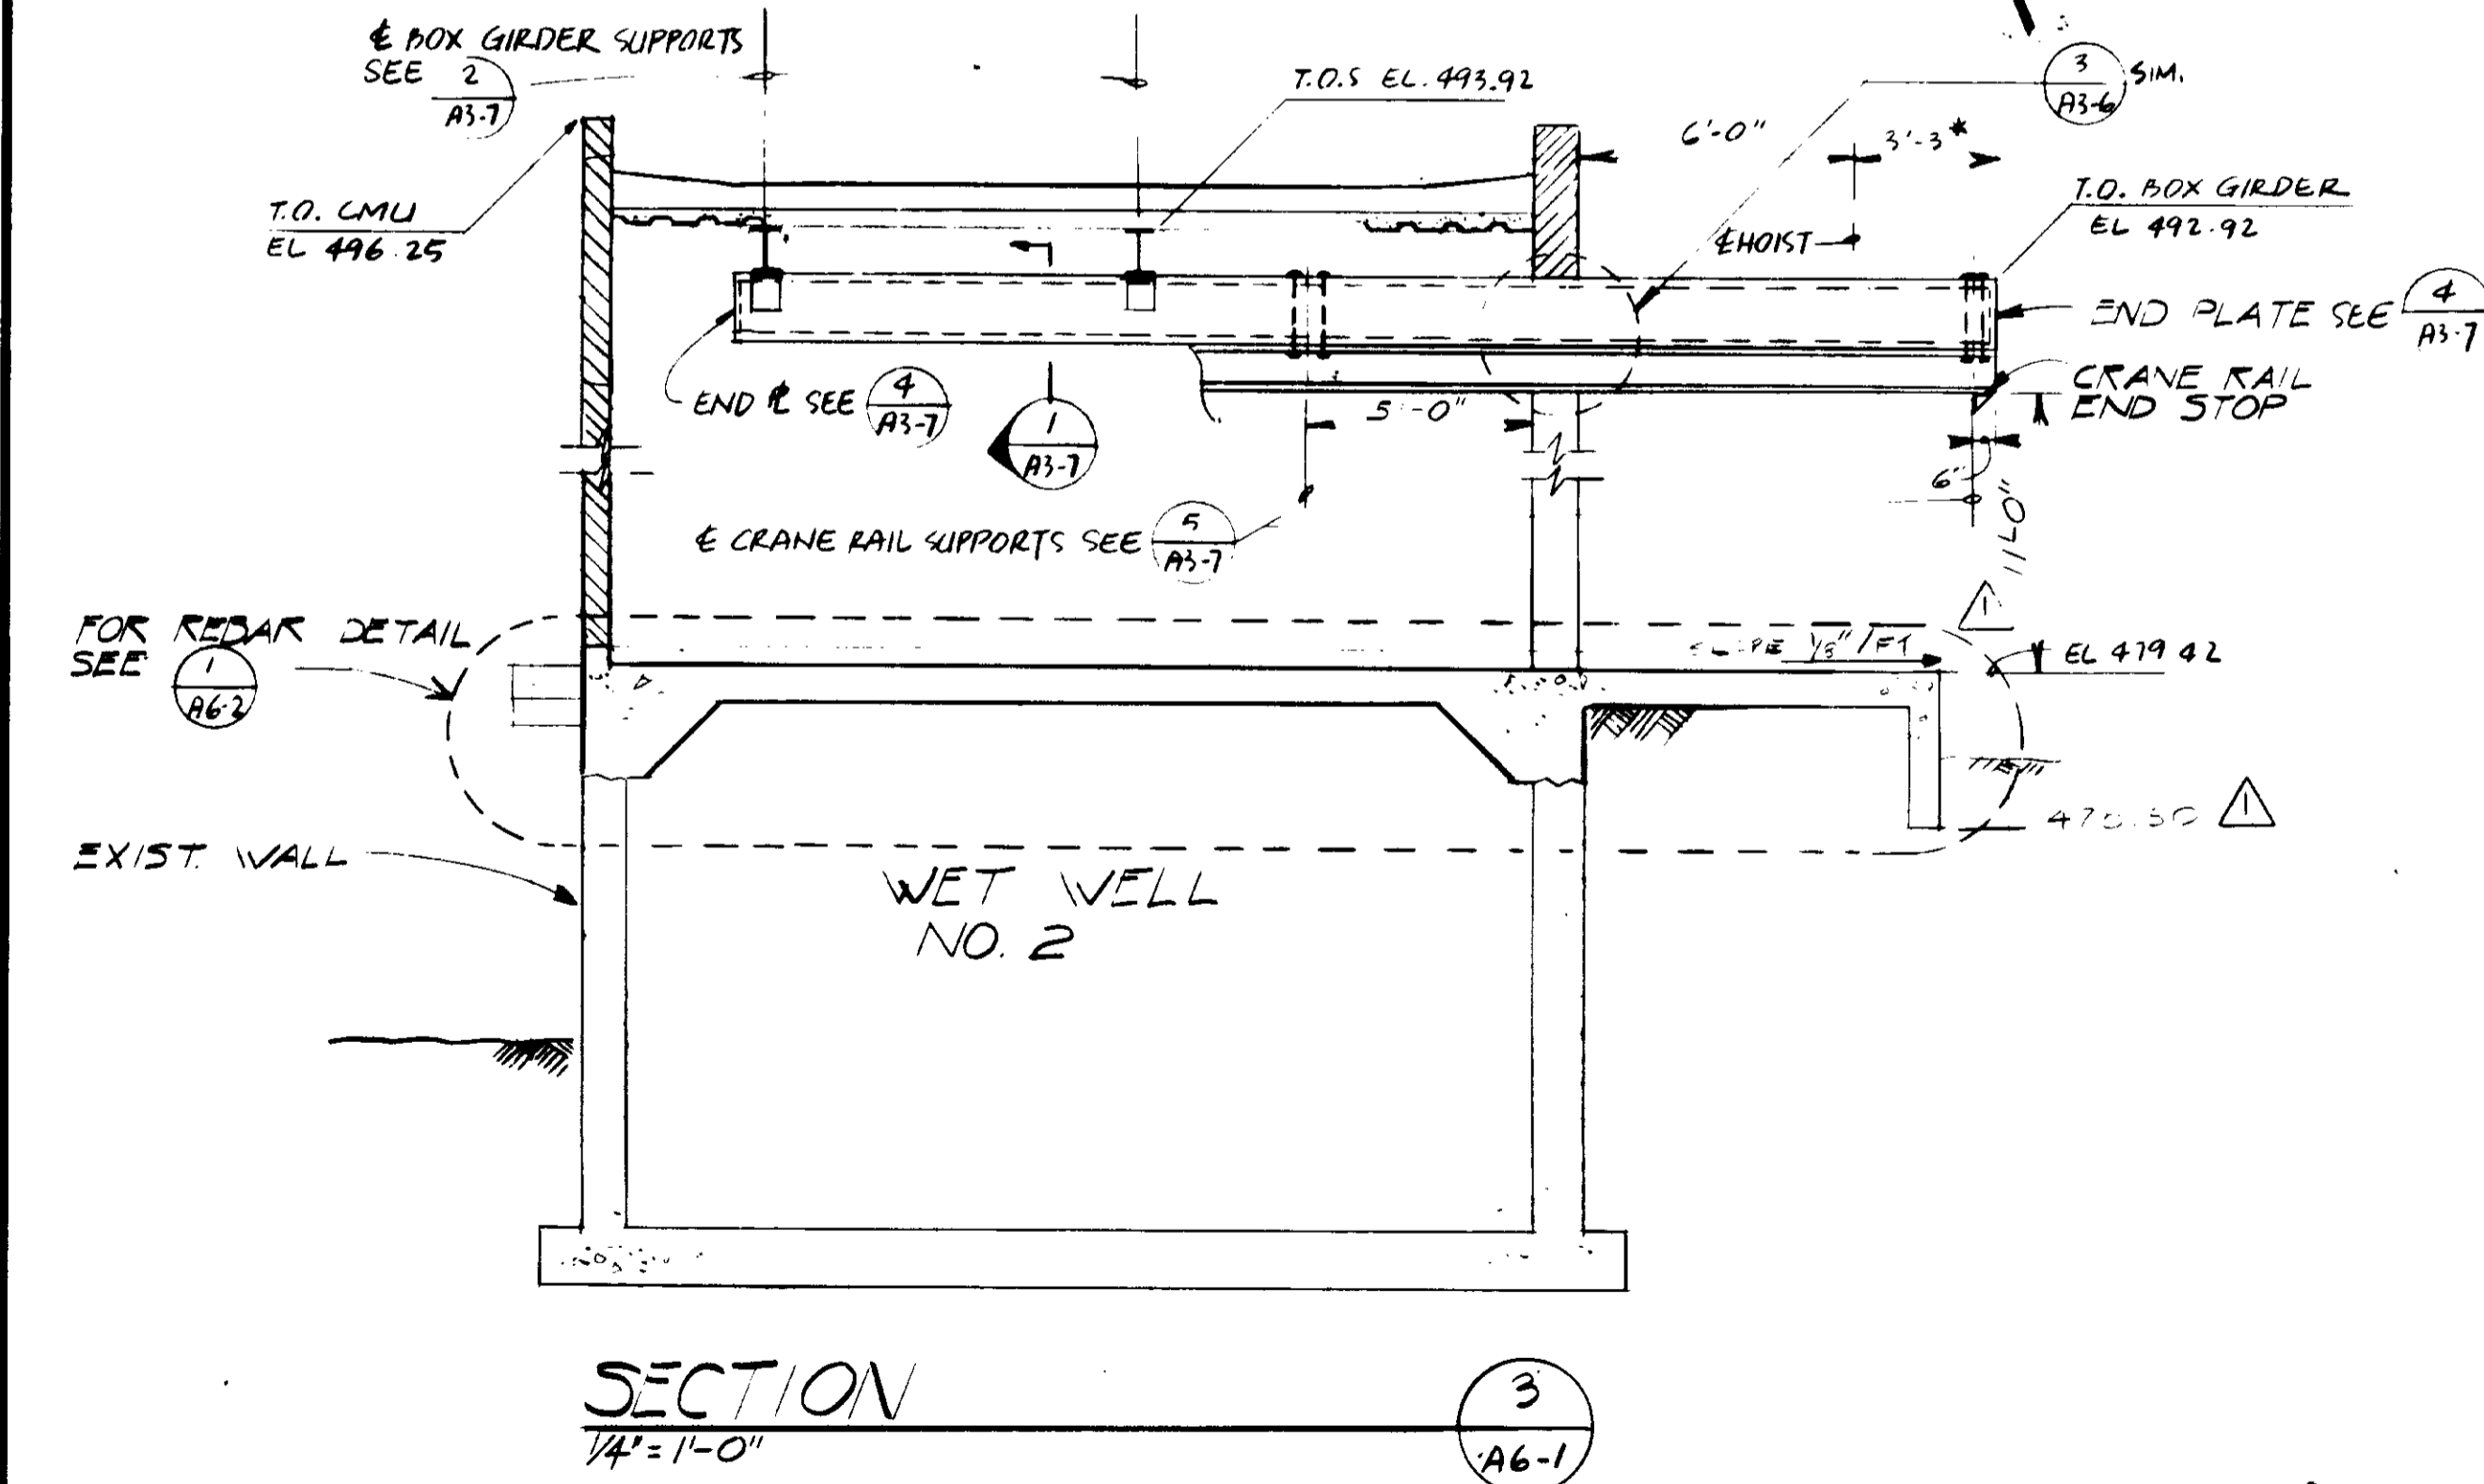 ℄ BOX GIRDER SUPPORTS
SEE 2
A3-7
T.O.S EL. 493.92
3 SIM.
A3-6
6'-0"
3'-3*
T.O. CMU
EL 496.25
T.O. BOX GIRDER
EL 492.92
℄ HOIST
END PLATE SEE 4
A3-7
END ℞ SEE 4
A3-7
1
A3-7
5'-0"
CRANE RAIL
END STOP
6"
11'-0"
℄ CRANE RAIL SUPPORTS SEE 5
A3-7
FOR REBAR DETAIL
SEE 1
A6-2
1
SLOPE 1/8"/FT
EL 479.42
1
EXIST. WALL
WET WELL
NO. 2
SECTION
1/4" = 1'-0"
3
A6-1